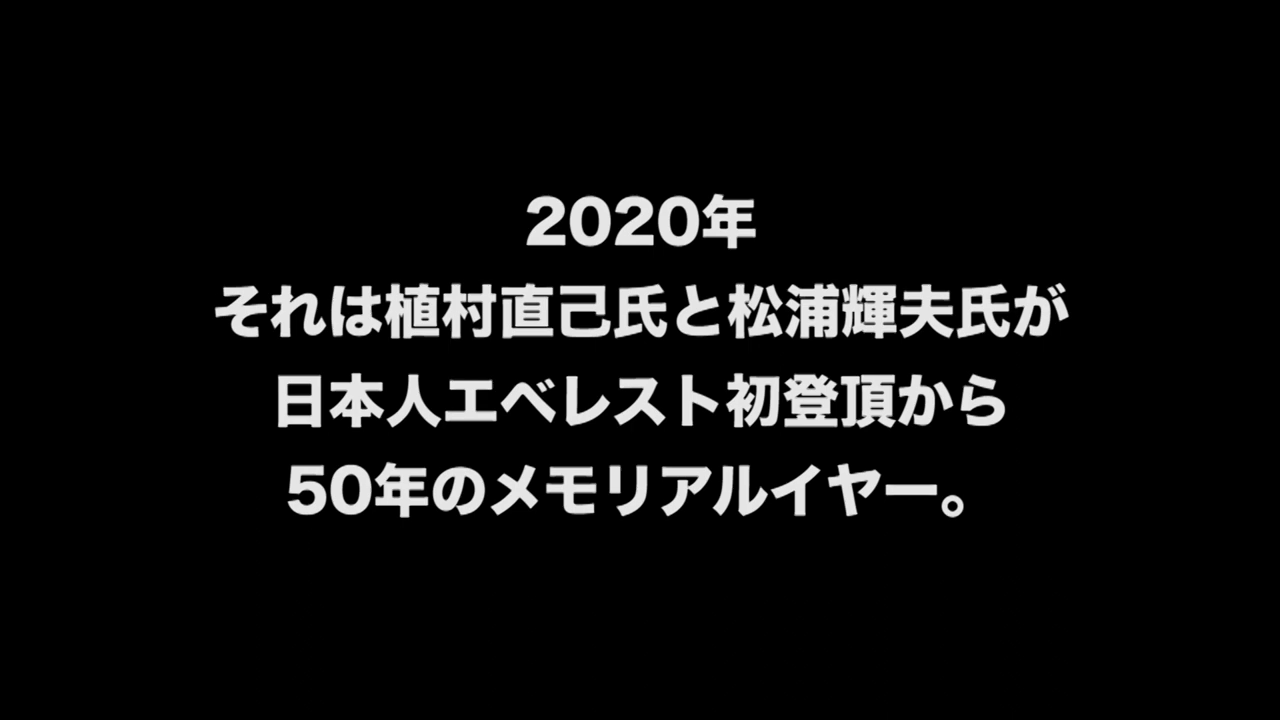 2020年
それは植村直己氏と松浦輝夫氏が
日本人エベレスト初登頂から
50年のメモリアルイヤー。